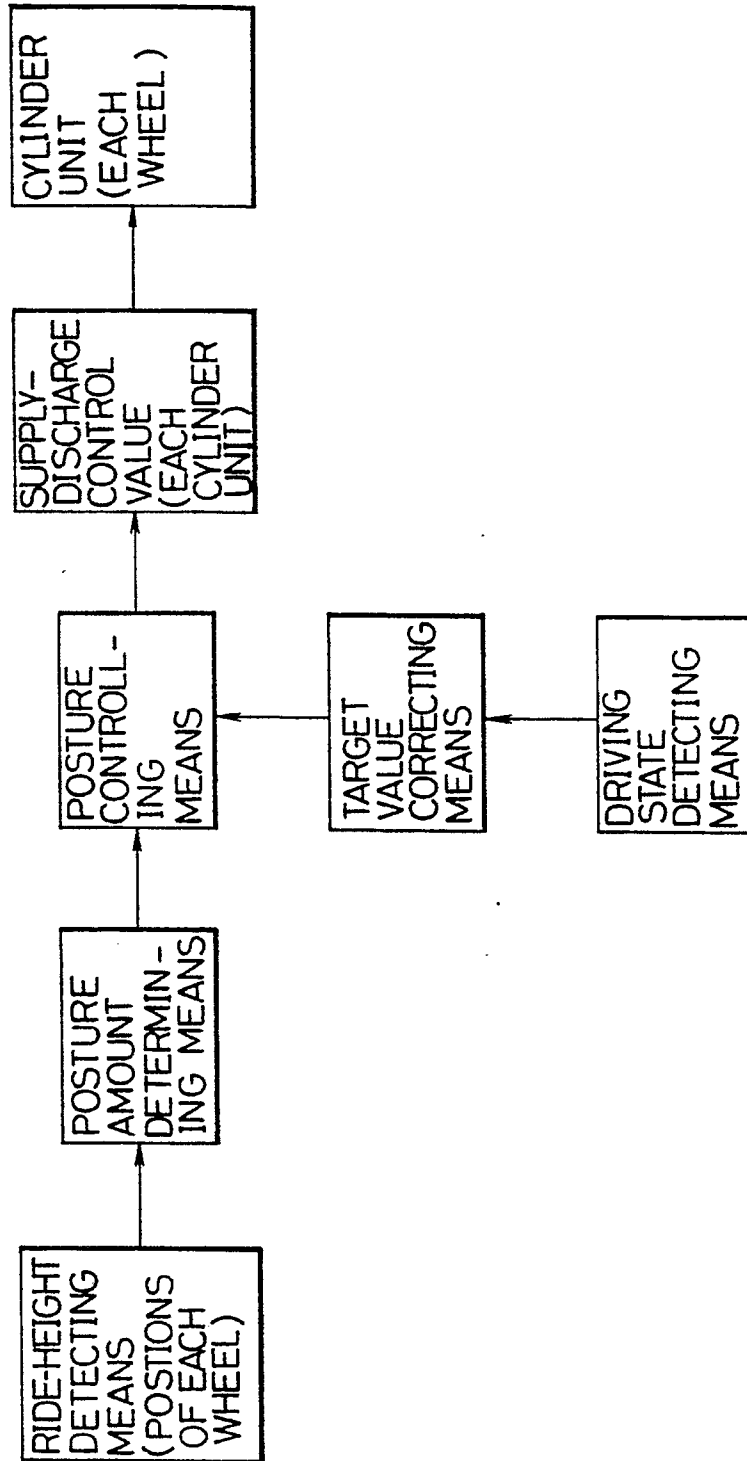 RIDE-HEIGHT
DETECTING
MEANS
(POSTIONS
OF EACH
WHEEL)
POSTURE
AMOUNT
DETERMIN-
ING MEANS
POSTURE
CONTROLL-
ING
MEANS
SUPPLY-
DISCHARGE
CONTROL
VALUE
(EACH
CYLINDER
UNIT)
CYLINDER
UNIT
(EACH
WHEEL)
TARGET
VALUE
CORRECTING
MEANS
DRIVING
STATE
DETECTING
MEANS